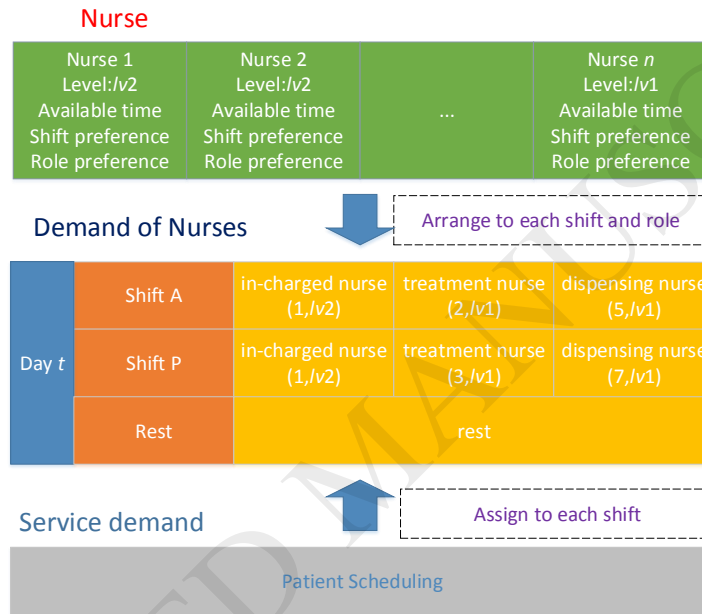 Nurse
Nurse 1
Level:lv2
Available time
Shift preference
Role preference
Nurse 2
Level:lv2
Available time
Shift preference
Role preference
...
Nurse n
Level:lv1
Available time
Shift preference
Role preference
Demand of Nurses
Arrange to each shift and role
Day t
Shift A
in-charged nurse
(1,lv2)
treatment nurse
(2,lv1)
dispensing nurse
(5,lv1)
Shift P
in-charged nurse
(1,lv2)
treatment nurse
(3,lv1)
dispensing nurse
(7,lv1)
Rest
rest
Service demand
Assign to each shift
Patient Scheduling